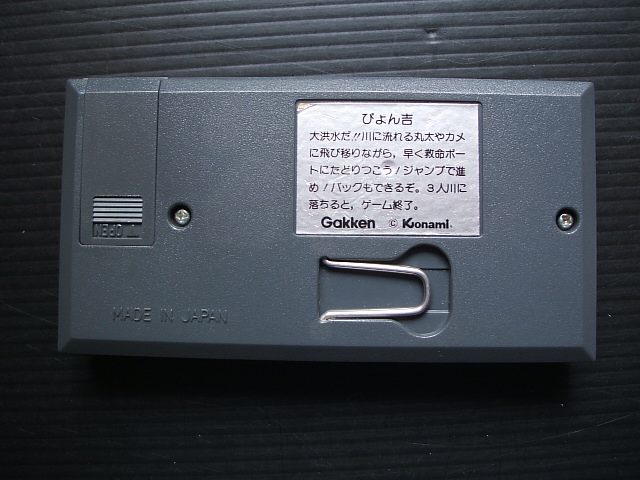 ぴょん吉
大洪水だ!!川に流れる丸太やカメ
に飛び移りながら，早く救命ボー
トにたどりつこう！ジャンプで進
め！バックもできるぞ。３人川に
落ちると，ゲーム終了。
Gakken © Konami
OPEN
MADE IN JAPAN